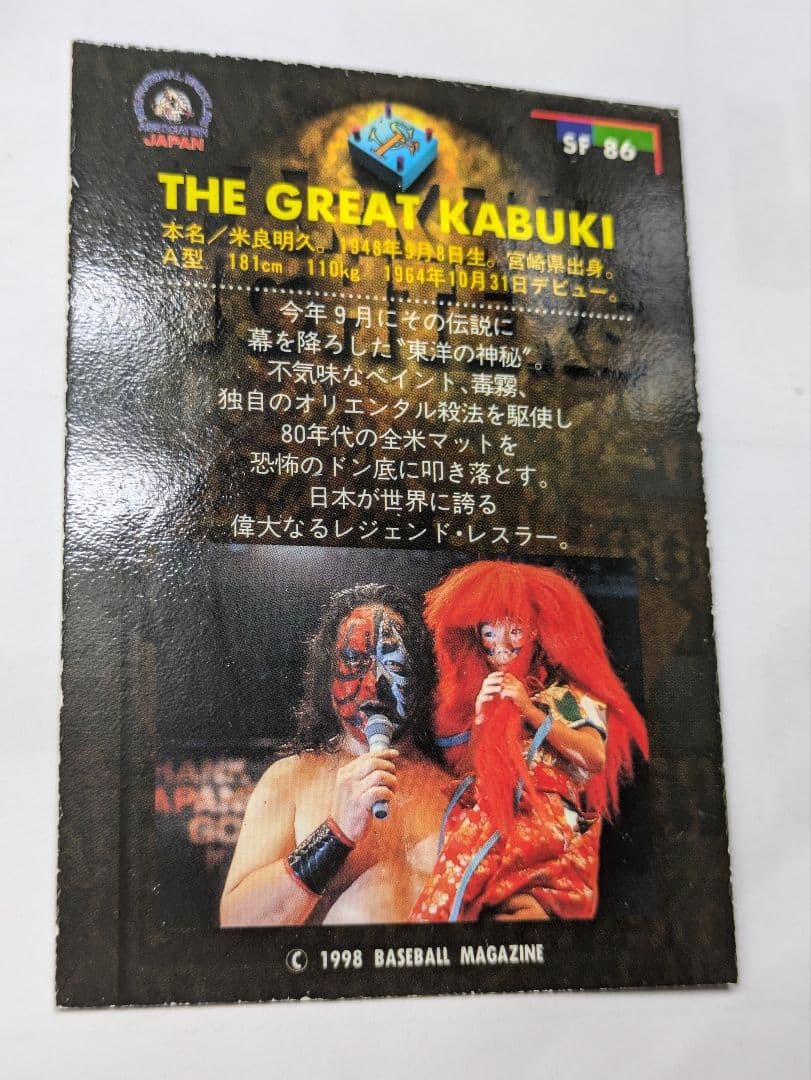 ASSOCIATION
JAPAN
SF 86
THE GREAT KABUKI
本名／米良明久。1948年9月8日生。宮崎県出身。
A型 181cm 110kg 1964年10月31日デビュー。
今年9月にその伝説に
幕を降ろした〝東洋の神秘〟。
不気味なペイント、毒霧、
独自のオリエンタル殺法を駆使し
80年代の全米マットを
恐怖のドン底に叩き落とす。
日本が世界に誇る
偉大なるレジェンド・レスラー。
© 1998 BASEBALL MAGAZINE